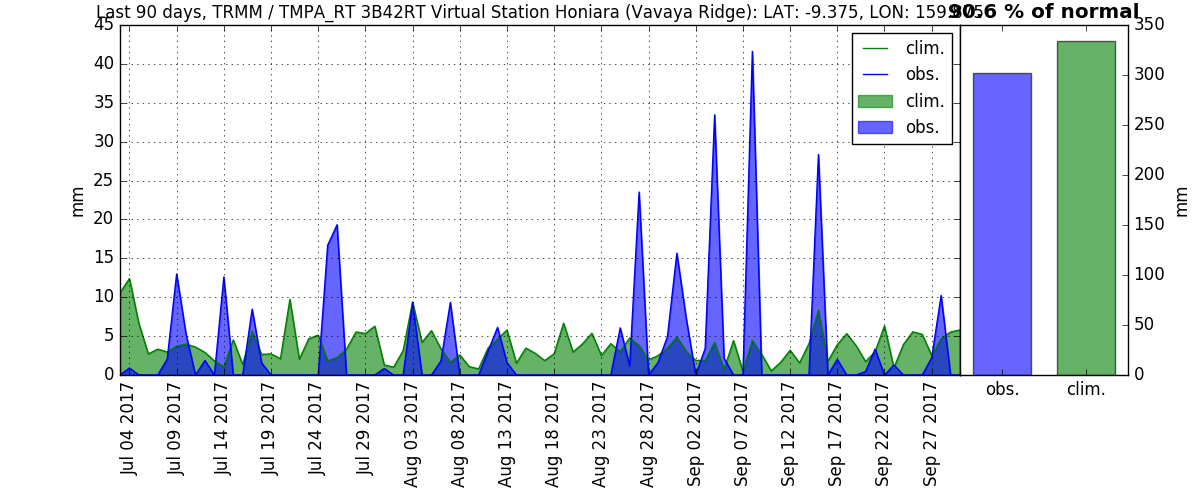 Last 90 days, TRMM / TMPA_RT 3B42RT Virtual Station Honiara (Vavaya Ridge): LAT: -9.375, LON: 159.875
90.6 % of normal
45
40
35
30
25
20
15
10
5
0
mm
clim.
obs.
clim.
obs.
350
300
250
200
150
100
50
0
mm
obs.
clim.
Jul 04 2017
Jul 09 2017
Jul 14 2017
Jul 19 2017
Jul 24 2017
Jul 29 2017
Aug 03 2017
Aug 08 2017
Aug 13 2017
Aug 18 2017
Aug 23 2017
Aug 28 2017
Sep 02 2017
Sep 07 2017
Sep 12 2017
Sep 17 2017
Sep 22 2017
Sep 27 2017